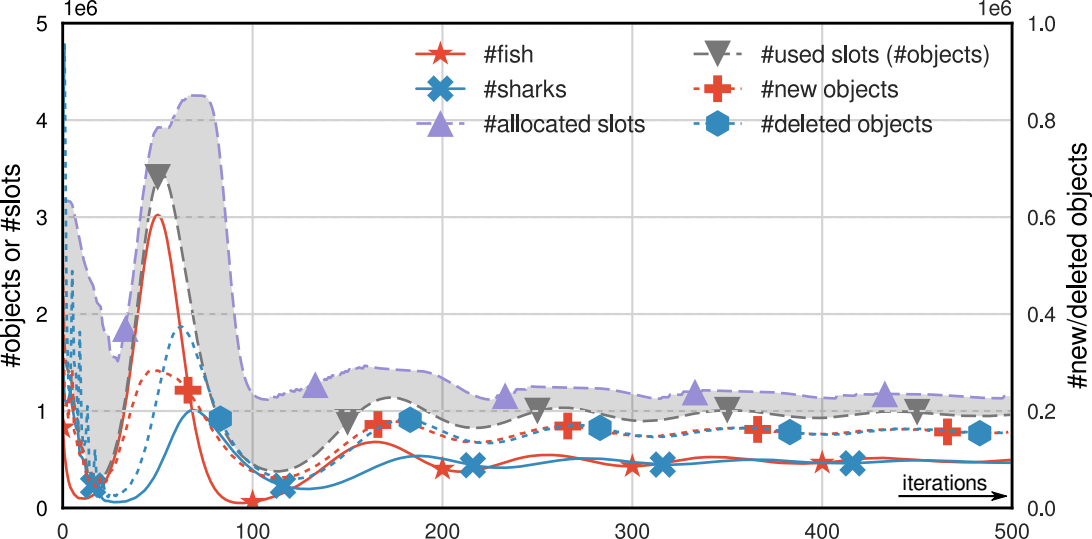 1e6
1e6
#fish
#sharks
#allocated slots
#used slots (#objects)
#new objects
#deleted objects
#objects or #slots
5
4
3
2
1
0
#new/deleted objects
1.0
0.8
0.6
0.4
0.2
0.0
iterations
0 100 200 300 400 500